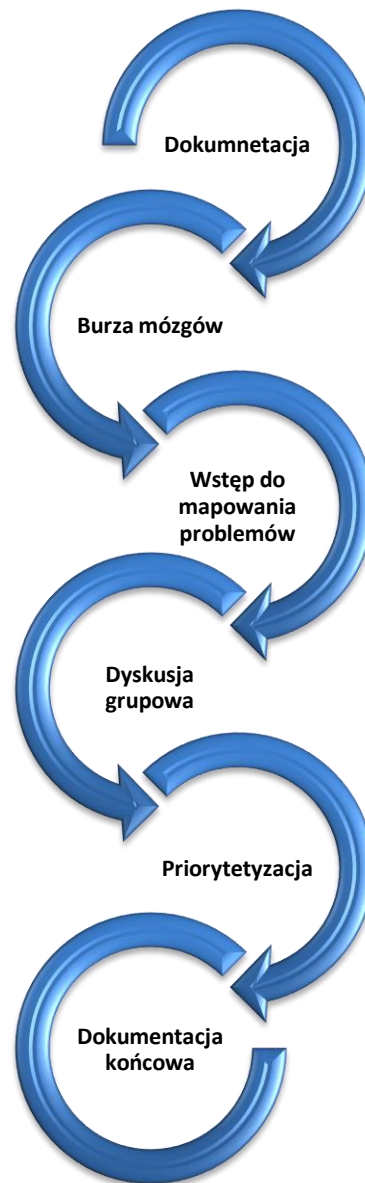 Dokumnetacja
Burza mózgów
Wstęp do
mapowania
problemów
Dyskusja
grupowa
Priorytetyzacja
Dokumentacja
końcowa